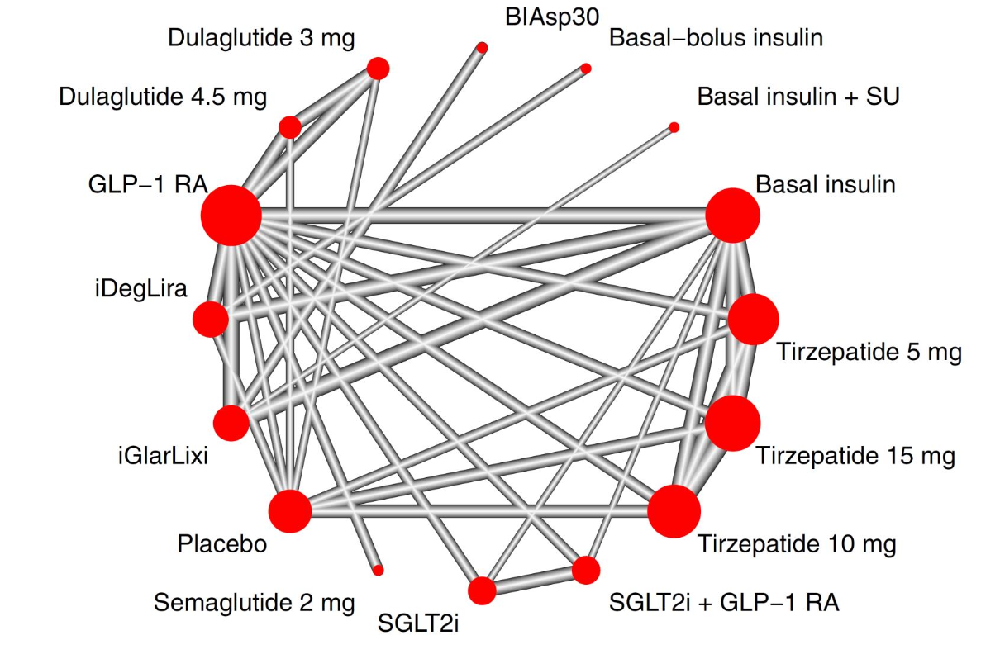 BIAsp30
Dulaglutide 3 mg
Basal−bolus insulin
Dulaglutide 4.5 mg
Basal insulin + SU
GLP−1 RA
Basal insulin
iDegLira
Tirzepatide 5 mg
iGlarLixi
Tirzepatide 15 mg
Placebo
Tirzepatide 10 mg
Semaglutide 2 mg
SGLT2i + GLP−1 RA
SGLT2i